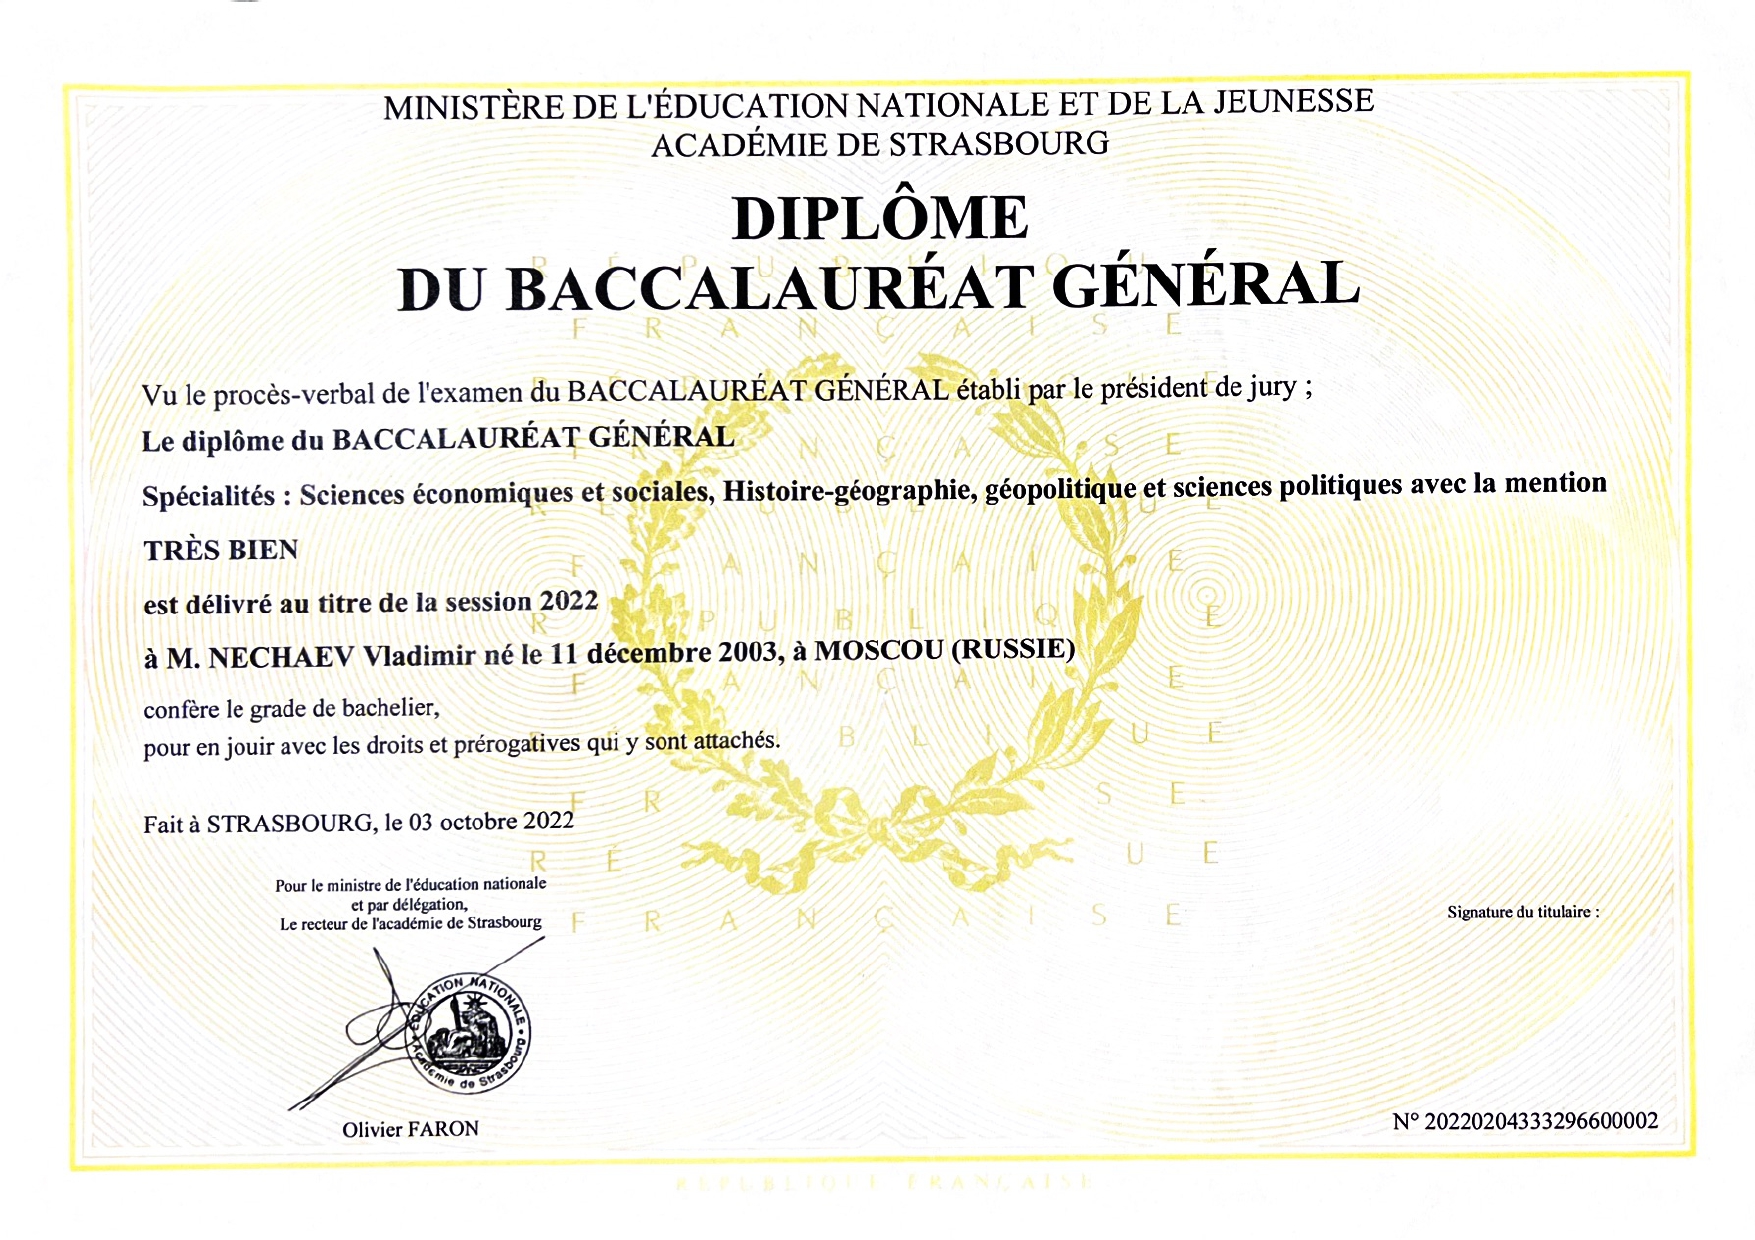 MINISTÈRE DE L'ÉDUCATION NATIONALE ET DE LA JEUNESSE
ACADÉMIE DE STRASBOURG
DIPLÔME
DU BACCALAURÉAT GÉNÉRAL
Vu le procès-verbal de l'examen du BACCALAURÉAT GÉNÉRAL établi par le président de jury ;
Le diplôme du BACCALAURÉAT GÉNÉRAL
Spécialités : Sciences économiques et sociales, Histoire-géographie, géopolitique et sciences politiques avec la mention
TRÈS BIEN
est délivré au titre de la session 2022
à M. NECHAEV Vladimir né le 11 décembre 2003, à MOSCOU (RUSSIE)
confère le grade de bachelier,
pour en jouir avec les droits et prérogatives qui y sont attachés.
Fait à STRASBOURG, le 03 octobre 2022
Pour le ministre de l'éducation nationale
et par délégation,
Le recteur de l'académie de Strasbourg
Signature du titulaire :
ÉDUCATION NATIONALE
Académie de Strasbourg
Olivier FARON
N° 20220204333296600002
RÉPUBLIQUE FRANÇAISE